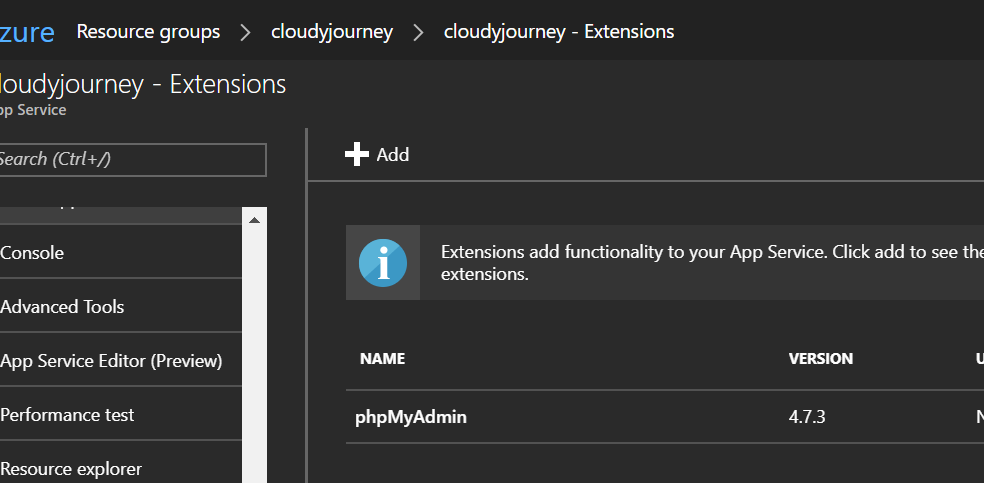 zure Resource groups > cloudyjourney > cloudyjourney - Extensions
loudyjourney - Extensions
pp Service
Search (Ctrl+/)
Add
Console
Advanced Tools
App Service Editor (Preview)
Performance test
Resource explorer
Extensions add functionality to your App Service. Click add to see the
extensions.
NAME VERSION U
phpMyAdmin 4.7.3 N